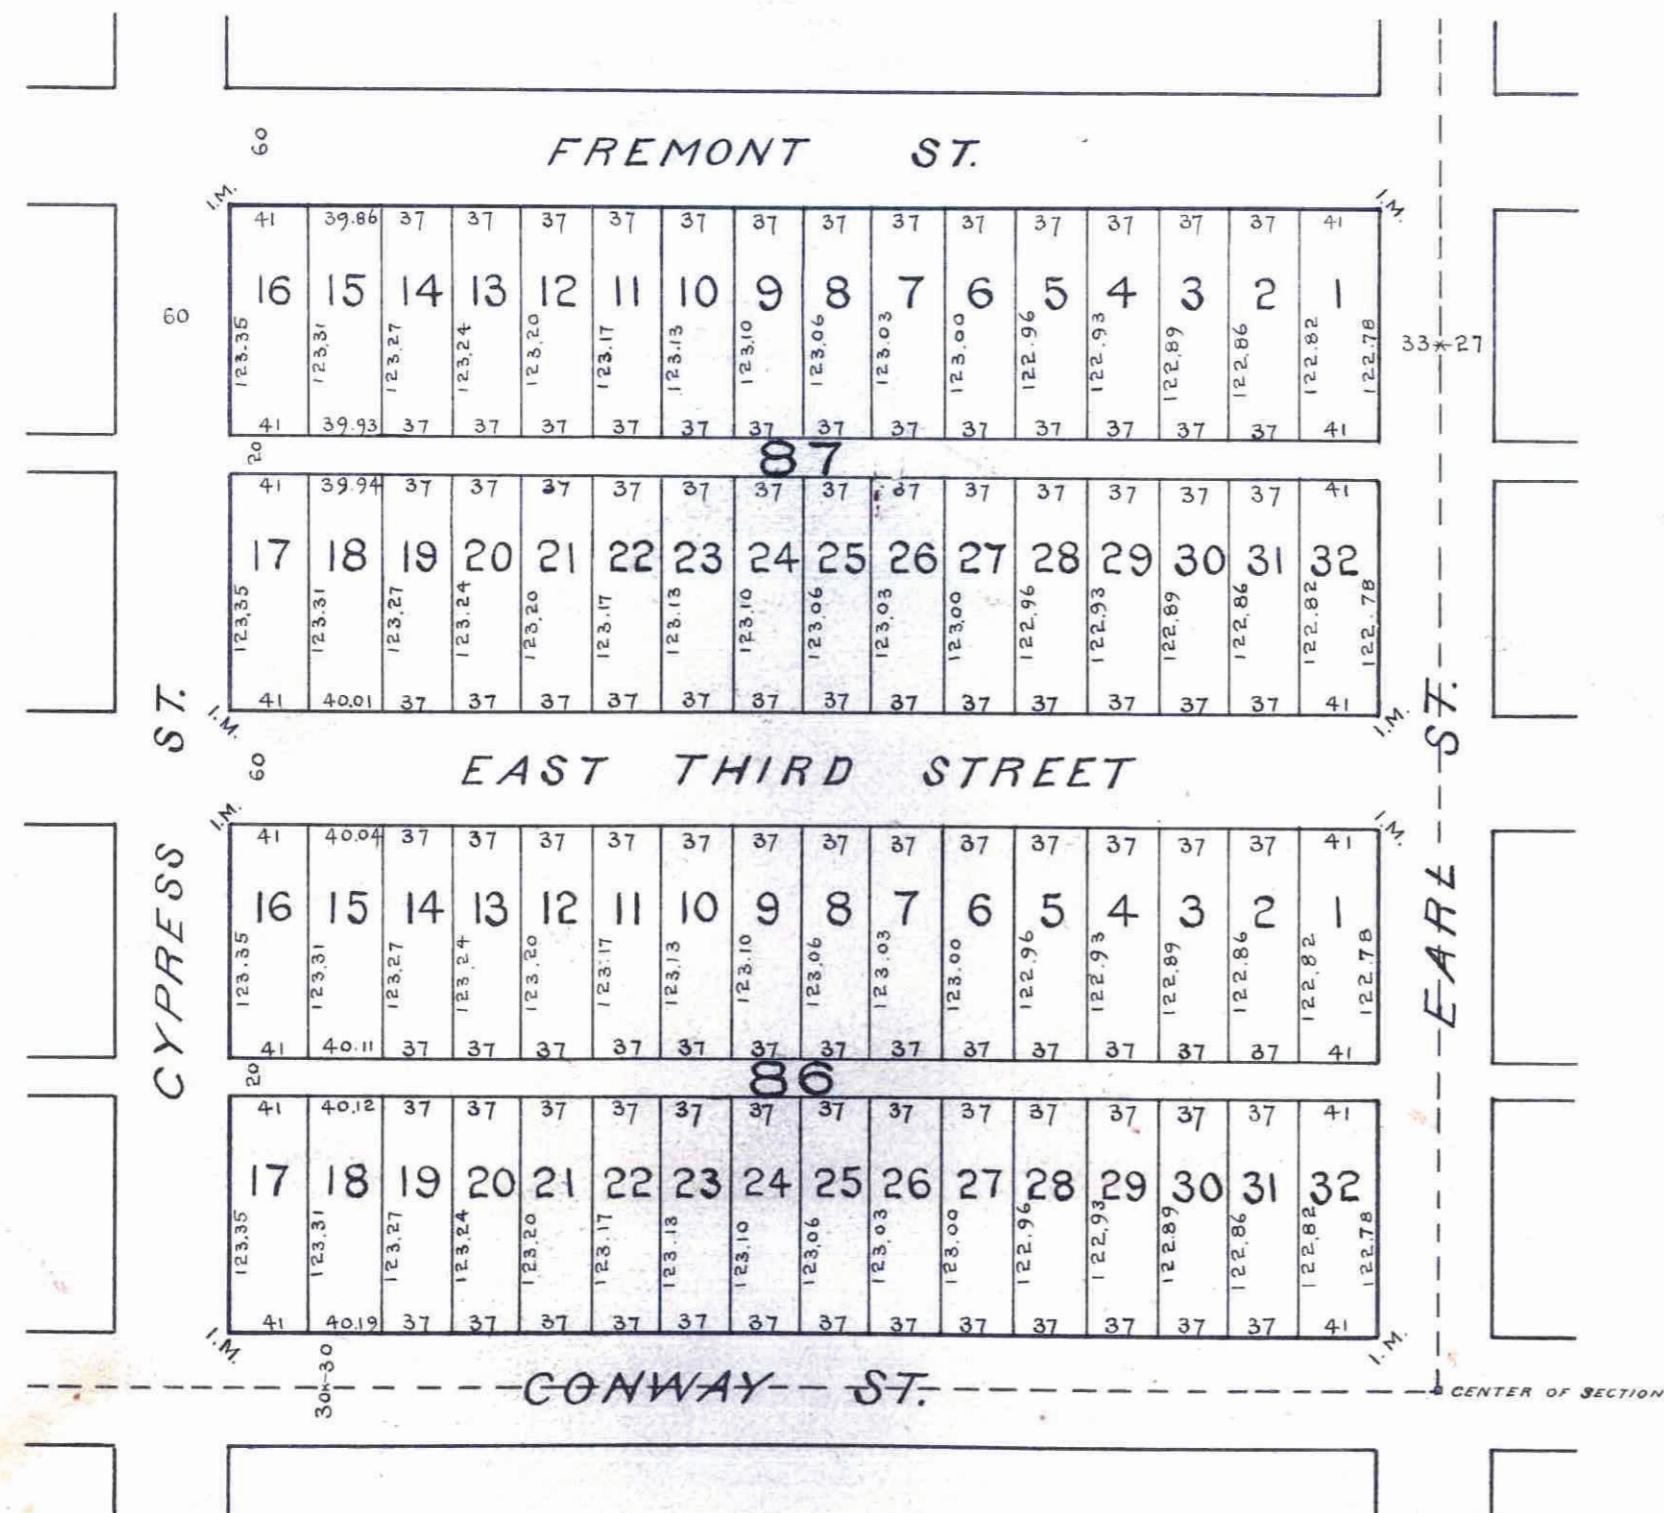 60
FREMONT ST.
I.M. I.M.
41 39.86 37 37 37 37 37 37 37 37 37 37 37 37 37 41
16 15 14 13 12 11 10 9 8 7 6 5 4 3 2 1
60
123.35 123.31 123.27 123.24 123.20 123.17 123.13 123.10 123.06 123.03 123.00 122.96 122.93 122.89 122.86 122.82 122.78
33 27
41 39.93 37 37 37 37 37 37 37 37 37 37 37 37 37 41
20
87
41 39.94 37 37 37 37 37 37 37 37 37 37 37 37 37 41
17 18 19 20 21 22 23 24 25 26 27 28 29 30 31 32
123.35 123.31 123.27 123.24 123.20 123.17 123.13 123.10 123.06 123.03 123.00 122.96 122.93 122.89 122.86 122.82 122.78
41 40.01 37 37 37 37 37 37 37 37 37 37 37 37 37 41
I.M. I.M.
60
EAST THIRD STREET
CYPRESS ST.
EARL ST.
I.M. I.M.
41 40.04 37 37 37 37 37 37 37 37 37 37 37 37 37 41
16 15 14 13 12 11 10 9 8 7 6 5 4 3 2 1
123.35 123.31 123.27 123.24 123.20 123.17 123.13 123.10 123.06 123.03 123.00 122.96 122.93 122.89 122.86 122.82 122.78
41 40.11 37 37 37 37 37 37 37 37 37 37 37 37 37 41
20
86
41 40.12 37 37 37 37 37 37 37 37 37 37 37 37 37 41
17 18 19 20 21 22 23 24 25 26 27 28 29 30 31 32
123.35 123.31 123.27 123.24 123.20 123.17 123.13 123.10 123.06 123.03 123.00 122.96 122.93 122.89 122.86 122.82 122.78
41 40.19 37 37 37 37 37 37 37 37 37 37 37 37 37 41
I.M. I.M.
30 30
CONWAY ST.
CENTER OF SECTION